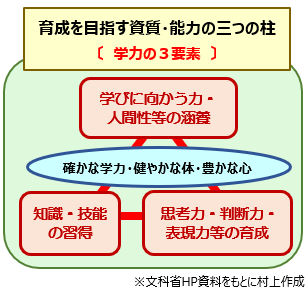 育成を目指す資質・能力の三つの柱
〔 学力の３要素 〕
学びに向かう力・
人間性等の涵養
確かな学力・健やかな体・豊かな心
知識・技能
の習得
思考力・判断力・
表現力等の育成
※文科省HP資料をもとに村上作成